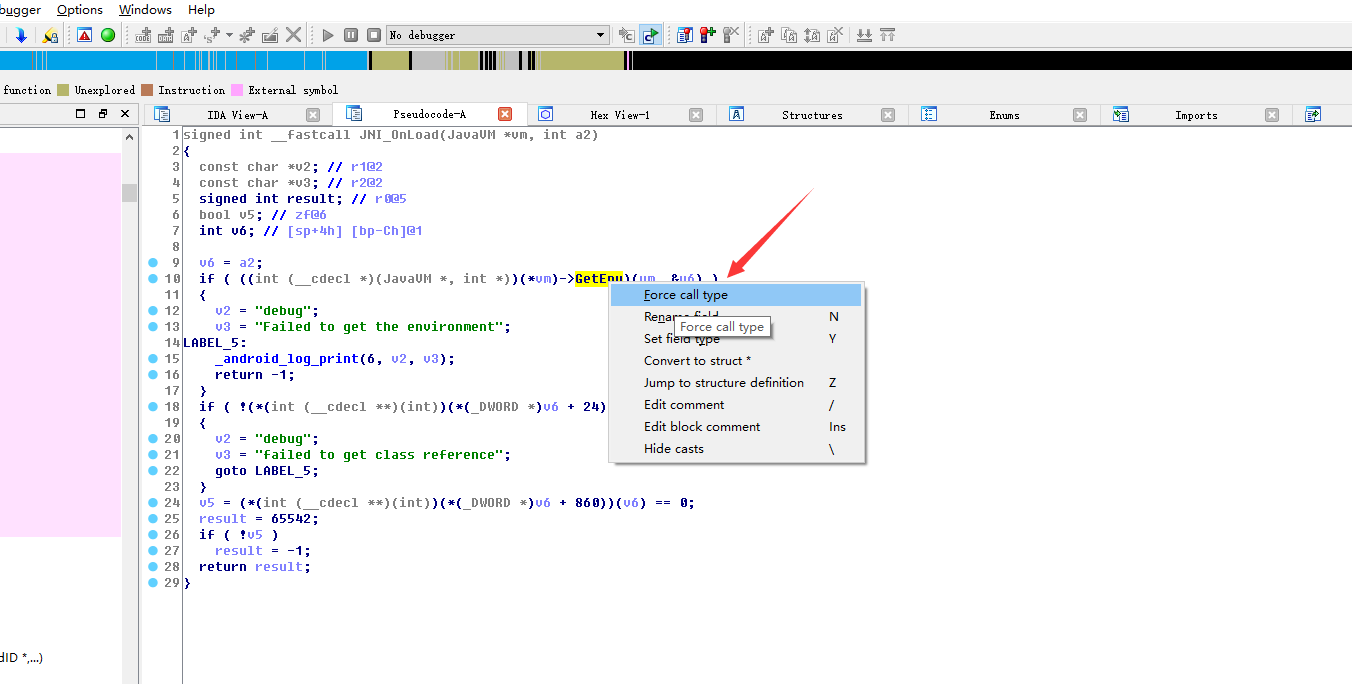 bugger Options Windows Help
No debugger
function Unexplored Instruction External symbol
IDA View-A Pseudocode-A Hex View-1 Structures Enums Imports
1 signed int __fastcall JNI_OnLoad(JavaVM *vm, int a2)
2 {
3 const char *v2; // r1@2
4 const char *v3; // r2@2
5 signed int result; // r0@5
6 bool v5; // zf@6
7 int v6; // [sp+4h] [bp-Ch]@1
8
9 v6 = a2;
10 if ( ((int (__cdecl *)(JavaVM *, int *))(*vm)->GetEnv)(vm, &v6) )
11 {
12 v2 = "debug";
13 v3 = "Failed to get the environment";
14 LABEL_5:
15 _android_log_print(6, v2, v3);
16 return -1;
17 }
18 if ( !(*(int (__cdecl **)(int))(*(_DWORD *)v6 + 24)
19 {
20 v2 = "debug";
21 v3 = "failed to get class reference";
22 goto LABEL_5;
23 }
24 v5 = (*(int (__cdecl **)(int))(*(_DWORD *)v6 + 860))(v6) == 0;
25 result = 65542;
26 if ( !v5 )
27 result = -1;
28 return result;
29 }
Force call type
Rename field N
Force call type
Set field type Y
Convert to struct *
Jump to structure definition Z
Edit comment /
Edit block comment Ins
Hide casts \
dID *,...)